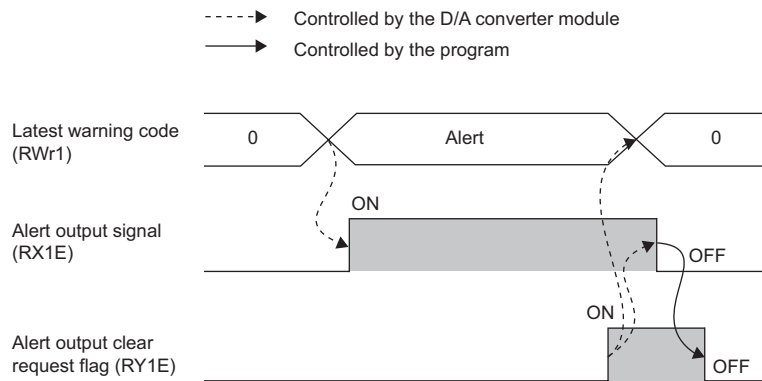 Controlled by the D/A converter module
Controlled by the program
Latest warning code
(RWr1)
0
Alert
0
Alert output signal
(RX1E)
ON
OFF
Alert output clear
request flag (RY1E)
ON
OFF